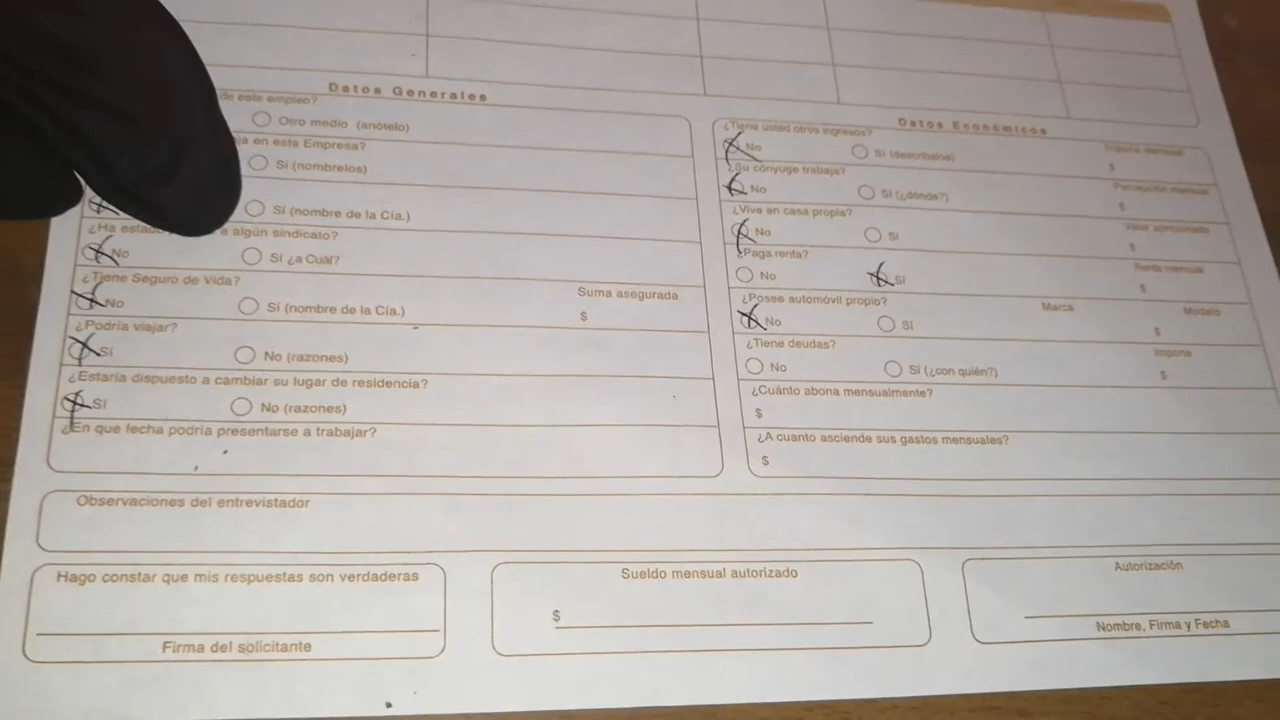 Datos Generales
de este empleo?
Otro medio (anótelo)
en esta Empresa?
Sí (nombrelos)
Sí (nombre de la Cía.)
¿Ha a algún sindicato?
No Sí ¿a Cuál?
¿Tiene Seguro de Vida?
No Sí (nombre de la Cía.)
Suma asegurada
$
¿Podría viajar?
Sí No (razones)
¿Estaría dispuesto a cambiar su lugar de residencia?
Sí No (razones)
¿En que fecha podría presentarse a trabajar?
Datos Económicos
¿Tiene usted otros ingresos?
No Sí (descríbalos)
Importe mensual
$
¿Su cónyuge trabaja?
No Sí (¿dónde?)
Percepción mensual
$
¿Vive en casa propia?
No Sí
Valor aproximado
$
¿Paga renta?
No Sí
Renta mensual
$
¿Posee automóvil propio?
No Sí
Marca Modelo
$
¿Tiene deudas?
No Sí (¿con quién?)
Importe
$
¿Cuánto abona mensualmente?
$
¿A cuanto asciende sus gastos mensuales?
$
Observaciones del entrevistador
Hago constar que mis respuestas son verdaderas
Firma del solicitante
Sueldo mensual autorizado
$
Autorización
Nombre, Firma y Fecha